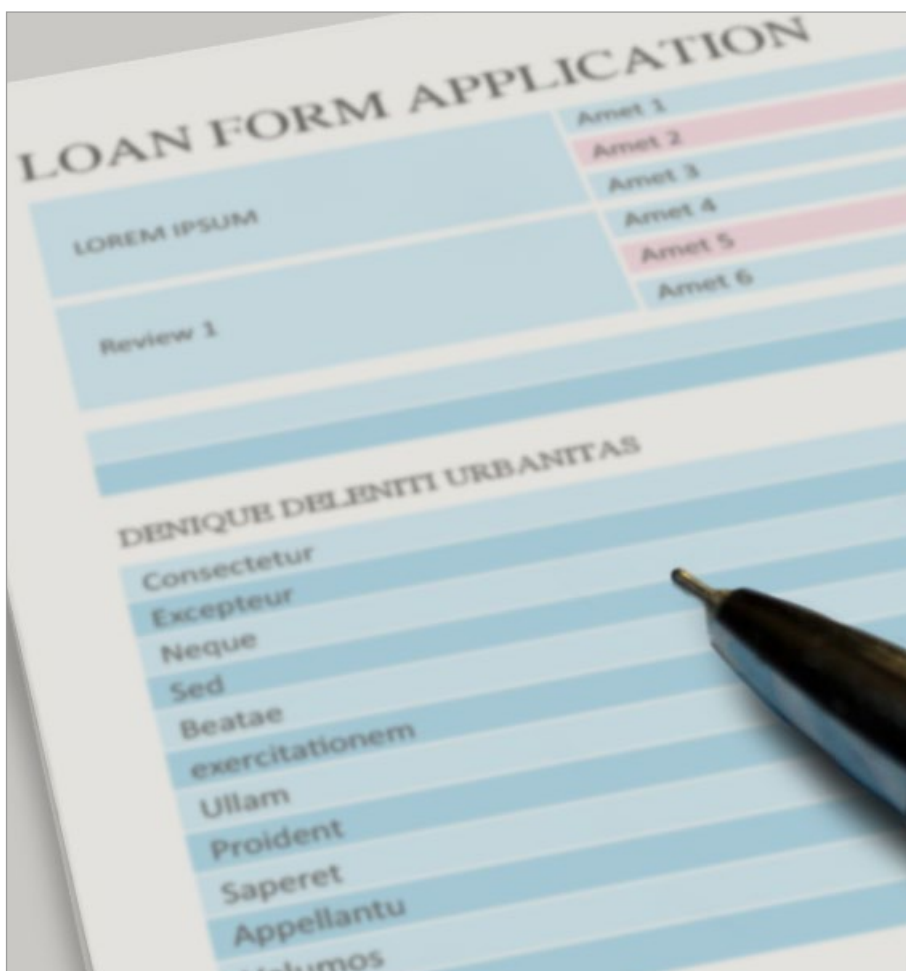 LOAN FORM APPLICATION
LOREM IPSUM
Review 1
Amet 1
Amet 2
Amet 3
Amet 4
Amet 5
Amet 6
DENIQUE DELENITI URBANITAS
Consectetur
Excepteur
Neque
Sed
Beatae
exercitationem
Ullam
Proident
Saperet
Appellantu